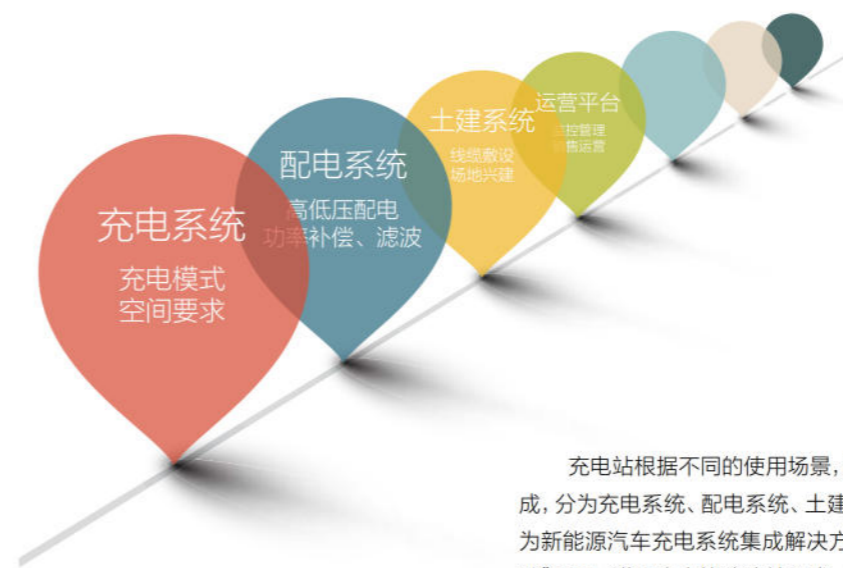 充电系统
充电模式
空间要求
配电系统
高低压配电
功率补偿、滤波
土建系统
线缆敷设
场地兴建
运营平台
控管理
售运营
充电站根据不同的使用场景，
成，分为充电系统、配电系统、土建
为新能源汽车充电系统集成解决方